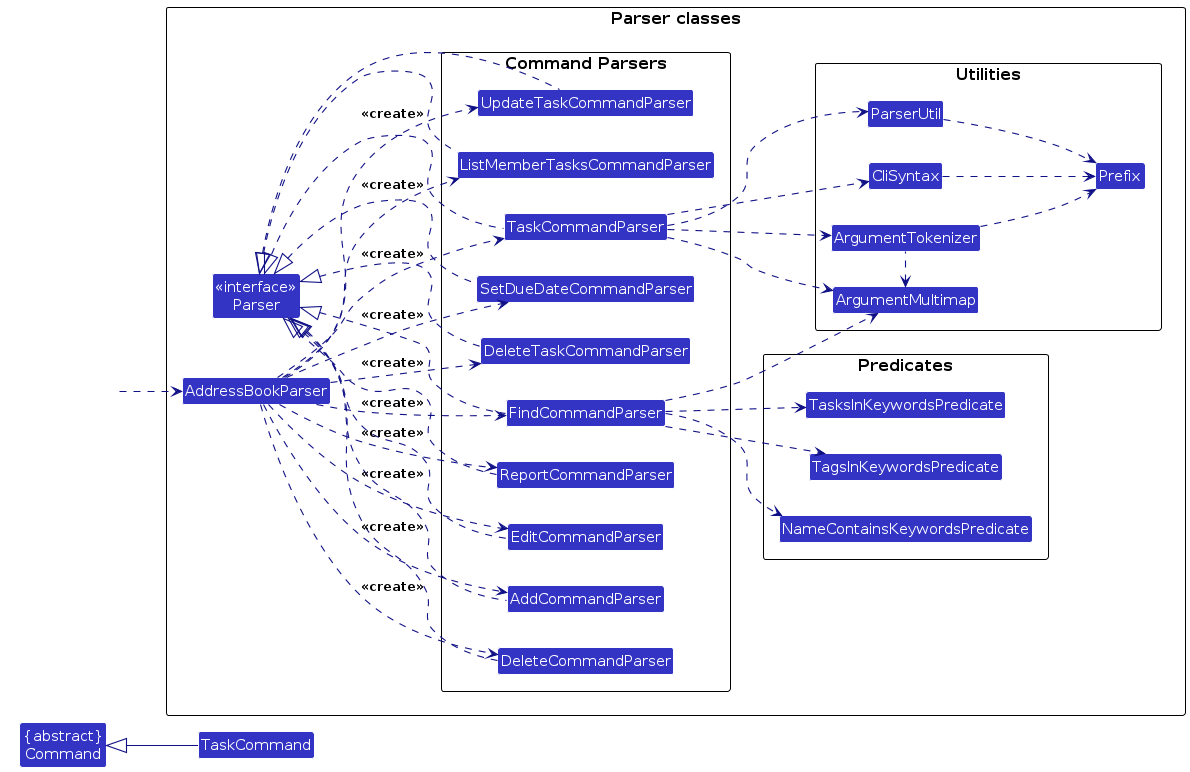 Parser classes
Command Parsers
Utilities
UpdateTaskCommandParser
ParserUtil
«create»
ListMemberTasksCommandParser
CliSyntax
Prefix
«create»
TaskCommandParser
ArgumentTokenizer
«create»
«interface»
Parser
SetDueDateCommandParser
ArgumentMultimap
«create»
DeleteTaskCommandParser
Predicates
«create»
AddressBookParser
«create»
FindCommandParser
TasksInKeywordsPredicate
«create»
ReportCommandParser
TagsInKeywordsPredicate
«create»
EditCommandParser
NameContainsKeywordsPredicate
«create»
AddCommandParser
«create»
DeleteCommandParser
{abstract}
Command
TaskCommand